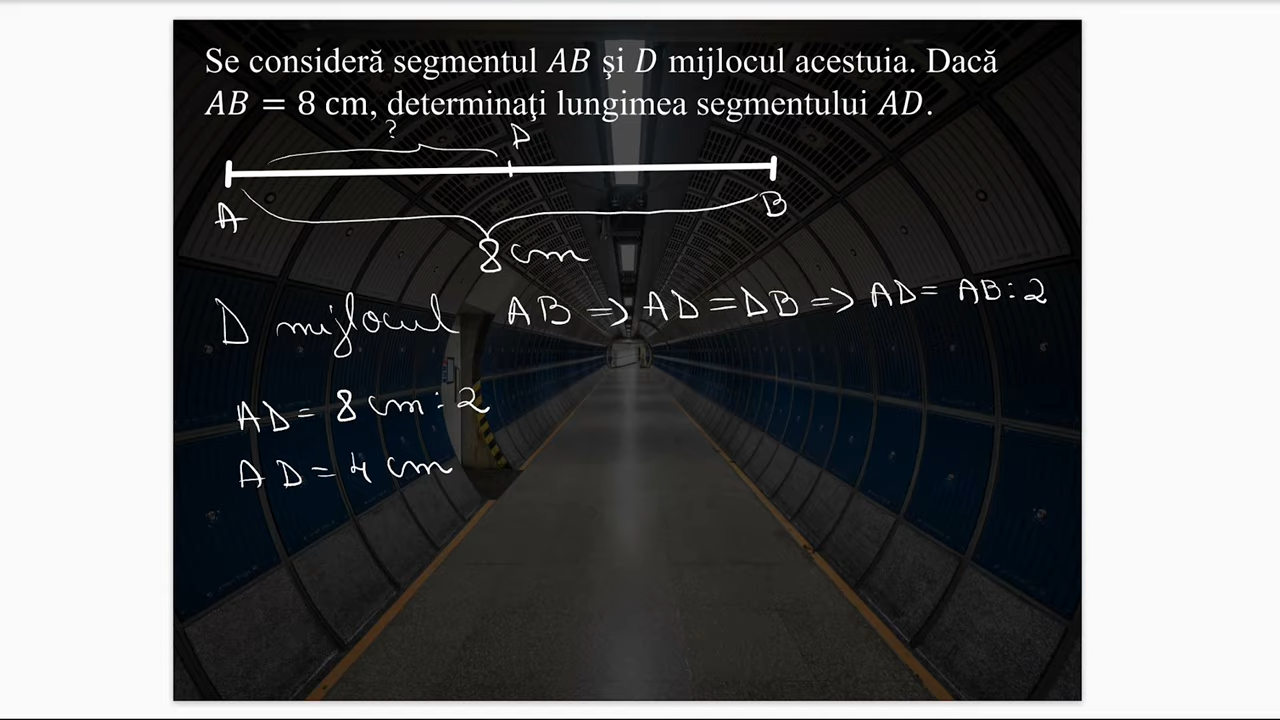 Se consideră segmentul AB şi D mijlocul acestuia. Dacă
AB = 8 cm, determinaţi lungimea segmentului AD.
?
D
A
B
8 cm
D mijlocul AB => AD = DB => AD = AB : 2
AD = 8 cm : 2
AD = 4 cm